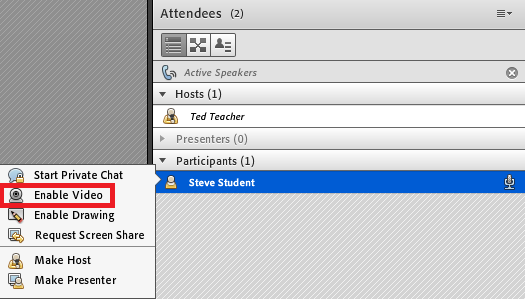 Attendees (2)
Active Speakers
Hosts (1)
Ted Teacher
Presenters (0)
Participants (1)
Steve Student
Start Private Chat
Enable Video
Enable Drawing
Request Screen Share
Make Host
Make Presenter